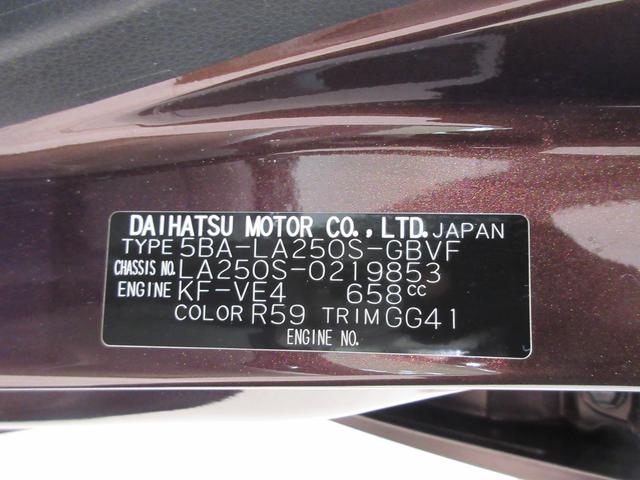 DAIHATSU MOTOR CO., LTD. JAPAN
TYPE 5BA-LA250S-GBVF
CHASSIS NO. LA250S-0219853
ENGINE KF-VE4 658cc
COLOR R59 TRIM GG41
ENGINE NO.